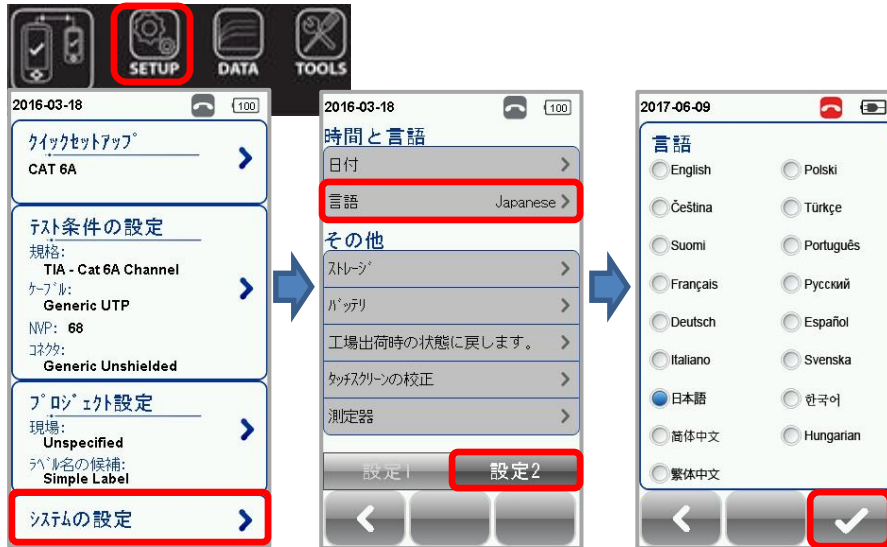 SETUP
DATA
TOOLS
2016-03-18
100
クイックセットアップ
CAT 6A
テスト条件の設定
規格:
TIA - Cat 6A Channel
ケーブル:
Generic UTP
NVP: 68
コネクタ:
Generic Unshielded
プロジェクト設定
現場:
Unspecified
ラベル名の候補:
Simple Label
システムの設定
2016-03-18
100
時間と言語
日付
言語 Japanese
その他
ストレージ
バッテリ
工場出荷時の状態に戻します。
タッチスクリーンの校正
測定器
設定1 設定2
2017-06-09
言語
English Polski
Čeština Türkçe
Suomi Português
Français Русский
Deutsch Español
Italiano Svenska
日本語 한국어
简体中文 Hungarian
繁体中文